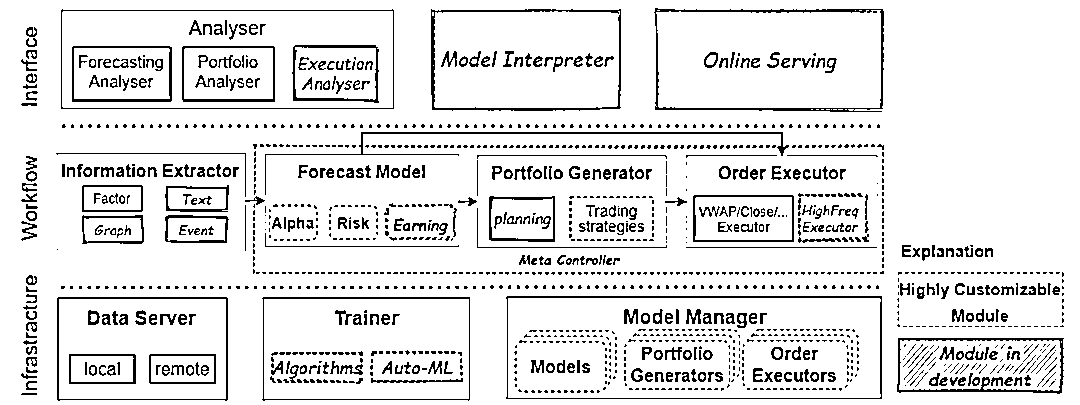 Interface
Analyser
Forecasting
Analyser
Portfolio
Analyser
Execution
Analyser
Model Interpreter
Online Serving
Workflow
Information Extractor
Factor
Text
Graph
Event
Forecast Model
Alpha
Risk
Earning
Portfolio Generator
planning
Trading
strategies
Order Executor
VWAP/Close/...
Executor
HighFreq
Executor
Meta Controller
Infrastracture
Data Server
local
remote
Trainer
Algorithms
Auto-ML
Model Manager
Models
Portfolio
Generators
Order
Executors
Explanation
Highly Customizable
Module
Module in
development